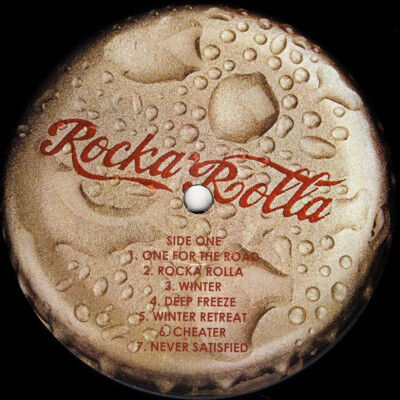 Rocka Rolla
SIDE ONE
1. ONE FOR THE ROAD
2. ROCKA ROLLA
3. WINTER
4. DEEP FREEZE
5. WINTER RETREAT
6. CHEATER
7. NEVER SATISFIED